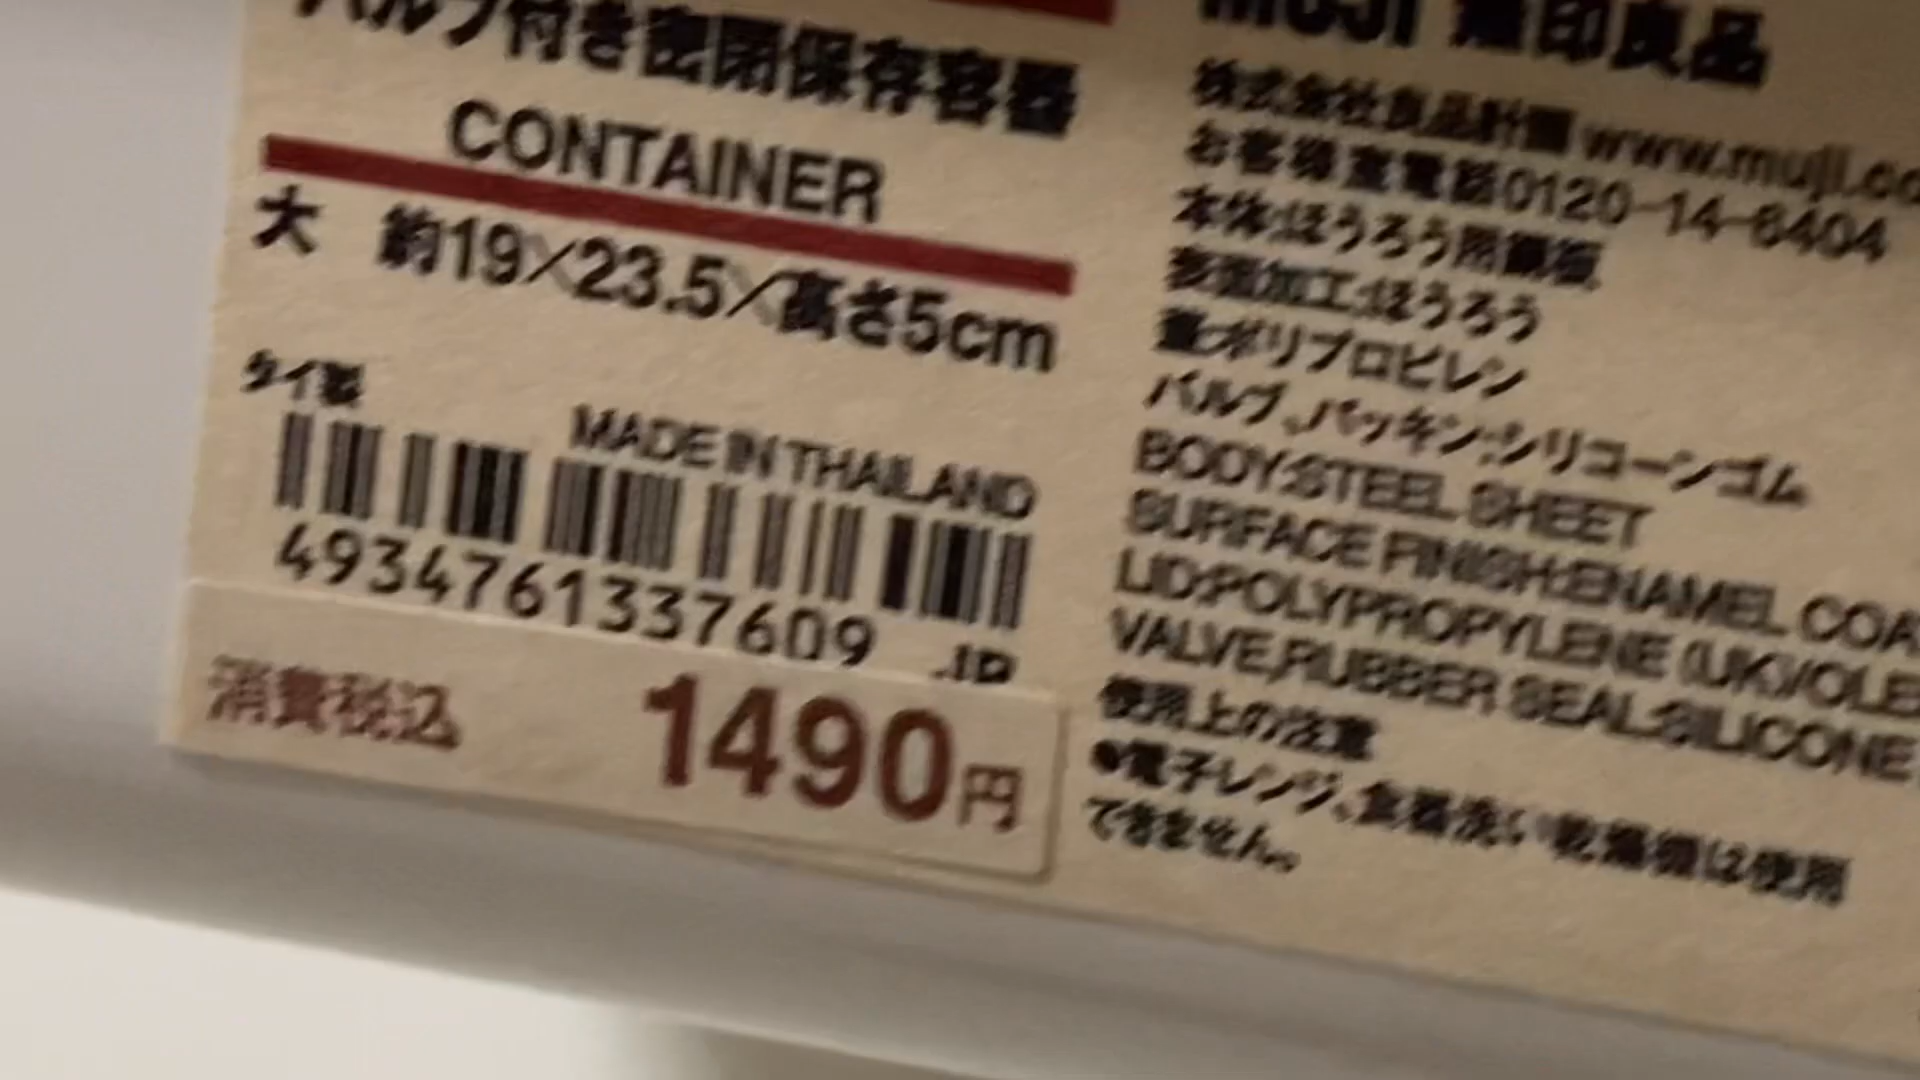 バルブ付き密閉保存容器
CONTAINER
大 約19×23.5×高さ5cm
タイ製
MADE IN THAILAND
4934761337609 JP
消費税込 1490円
MUJI 無印良品
株式会社良品計画 www.muji.co
お客様室電話0120-14-6404
本体:ほうろう用鋼板
表面加工:ほうろう
蓋:ポリプロピレン
バルブ、パッキン:シリコーンゴム
BODY:STEEL SHEET
SURFACE FINISH:ENAMEL COA
LID:POLYPROPYLENE (UK)/OLE
VALVE,RUBBER SEAL:SILICONE
使用上の注意
●電子レンジ、食器洗い乾燥機は使用
できません。